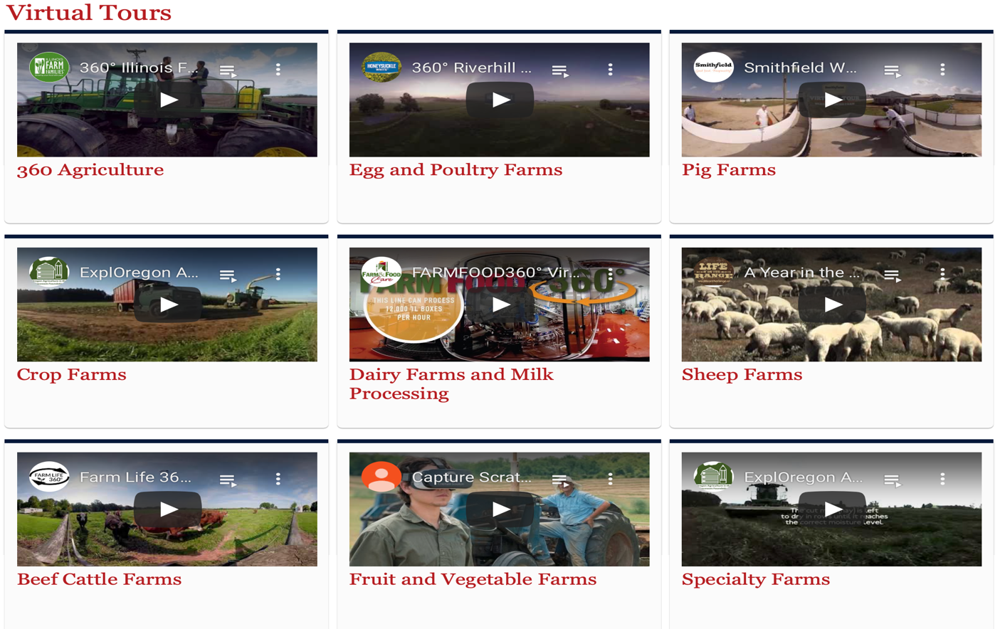 Virtual Tours
ILLINOIS
FARM
FAMILIES
360° Illinois F...
HONEYSUCKLE
WHITE
360° Riverhill ...
Smithfield
Smithfield W...
360 Agriculture
Egg and Poultry Farms
Pig Farms
ExplOregon A...
FARM&FOOD
Care
FARMFOOD360° Vir...
FARM FOOD 360°
THIS LINE CAN PROCESS
12,000 1L BOXES
PER HOUR
LIFE
ON THE
RANGE
A Year in the ...
Crop Farms
Dairy Farms and Milk
Processing
Sheep Farms
FARM LIFE
360°
Farm Life 36...
Capture Scrat...
ExplOregon A...
The cut m hay) is left
to dry in rows until it reaches
the correct moisture level.
Beef Cattle Farms
Fruit and Vegetable Farms
Specialty Farms